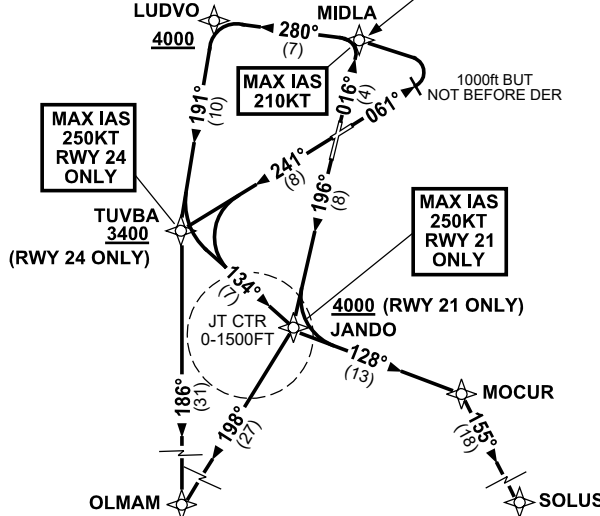 LUDVO
4000
MIDLA
280°
(7)
MAX IAS
210KT
016°
(4)
061°
1000ft BUT
NOT BEFORE DER
191°
(10)
MAX IAS
250KT
RWY 24
ONLY
241°
(8)
196°
(8)
MAX IAS
250KT
RWY 21
ONLY
TUVBA
3400
(RWY 24 ONLY)
134°
(7)
JT CTR
0-1500FT
4000 (RWY 21 ONLY)
JANDO
128°
(13)
MOCUR
186°
(31)
198°
(27)
155°
(18)
OLMAM
SOLUS